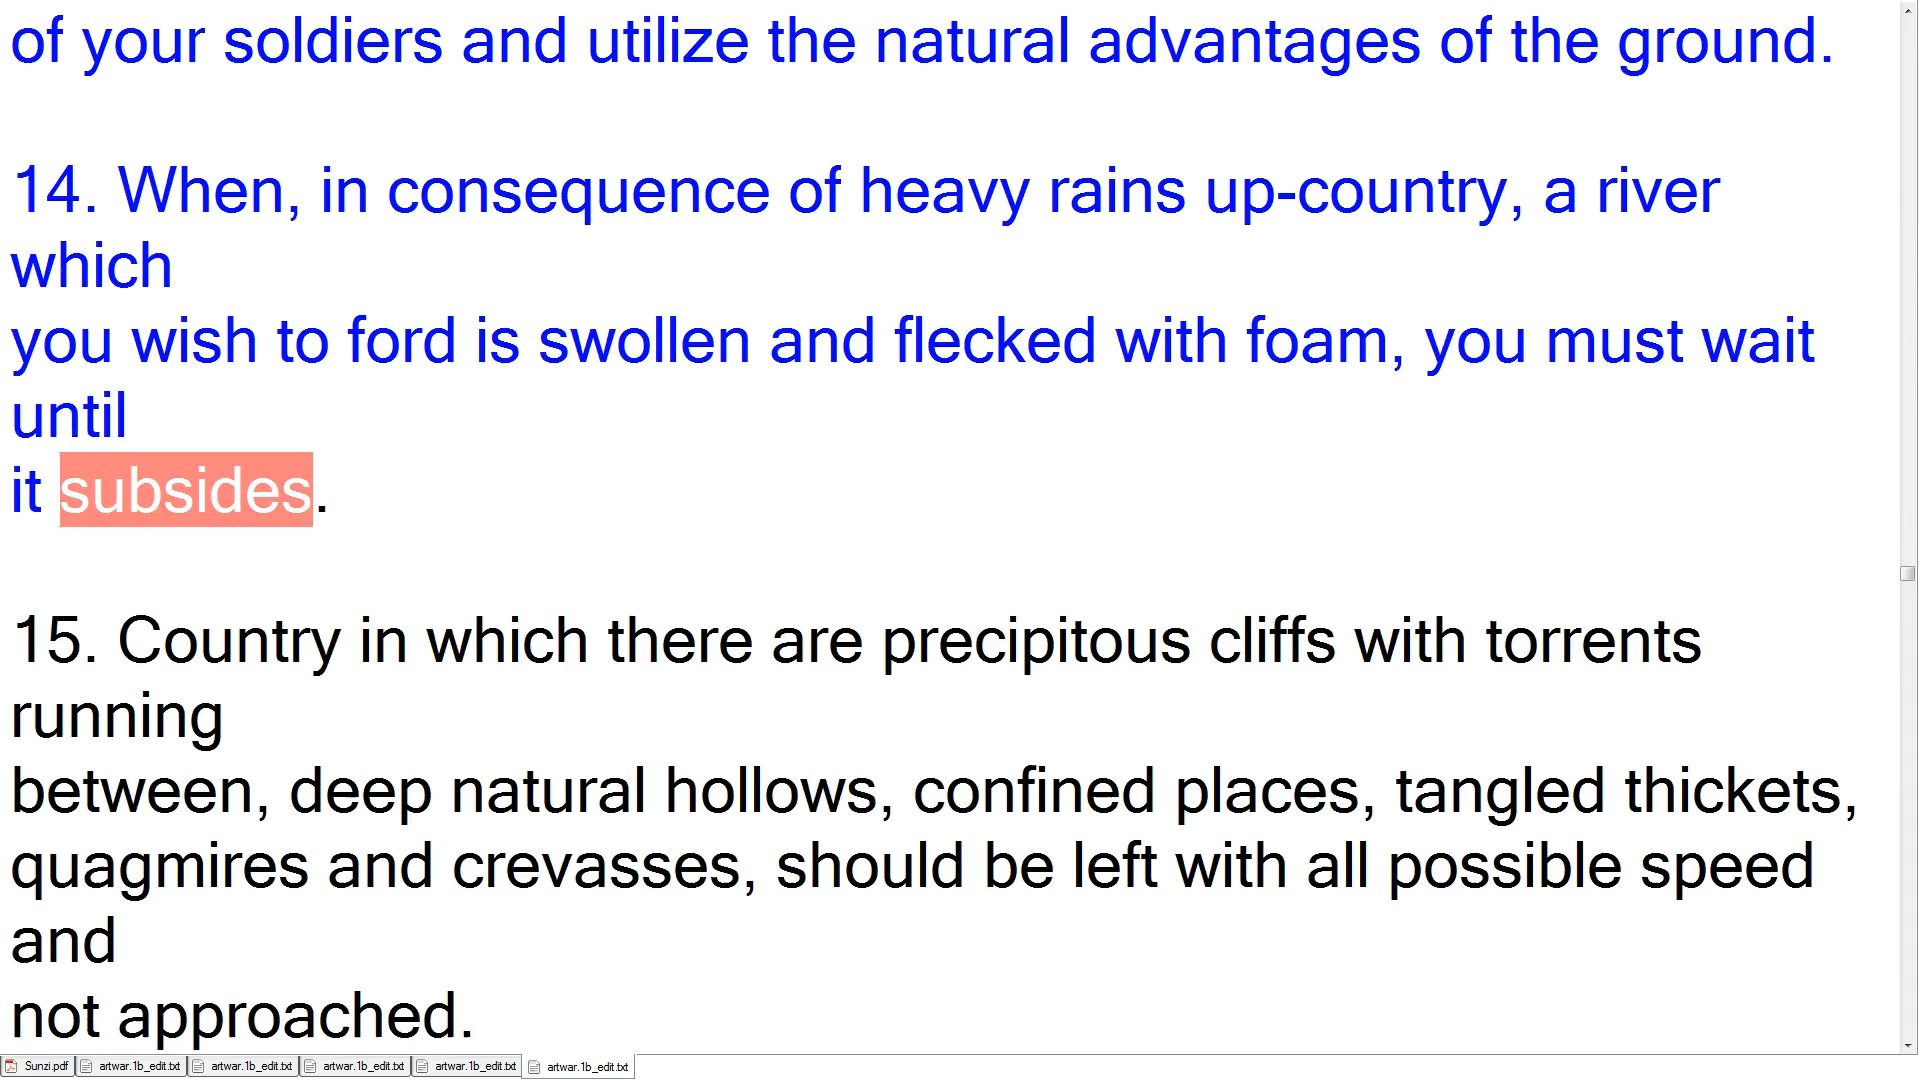 of your soldiers and utilize the natural advantages of the ground.
14. When, in consequence of heavy rains up-country, a river
which
you wish to ford is swollen and flecked with foam, you must wait
until
it subsides.
15. Country in which there are precipitous cliffs with torrents
running
between, deep natural hollows, confined places, tangled thickets,
quagmires and crevasses, should be left with all possible speed
and
not approached.
Sunzi.pdf artwar.1b_edit.txt artwar.1b_edit.txt artwar.1b_edit.txt artwar.1b_edit.txt artwar.1b_edit.txt